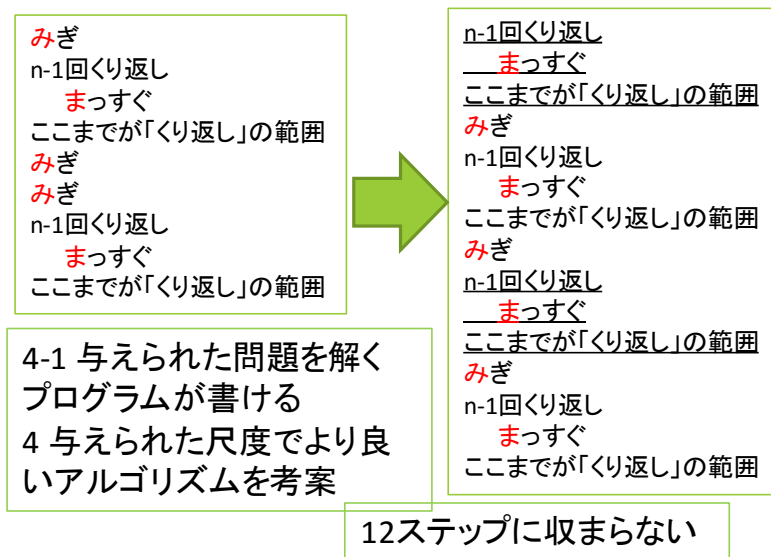 みぎ
n-1回くり返し
まっすぐ
ここまでが「くり返し」の範囲
みぎ
みぎ
n-1回くり返し
まっすぐ
ここまでが「くり返し」の範囲
n-1回くり返し
まっすぐ
ここまでが「くり返し」の範囲
みぎ
n-1回くり返し
まっすぐ
ここまでが「くり返し」の範囲
みぎ
n-1回くり返し
まっすぐ
ここまでが「くり返し」の範囲
みぎ
n-1回くり返し
まっすぐ
ここまでが「くり返し」の範囲
4-1 与えられた問題を解く
プログラムが書ける
4 与えられた尺度でより良
いアルゴリズムを考案
12ステップに収まらない